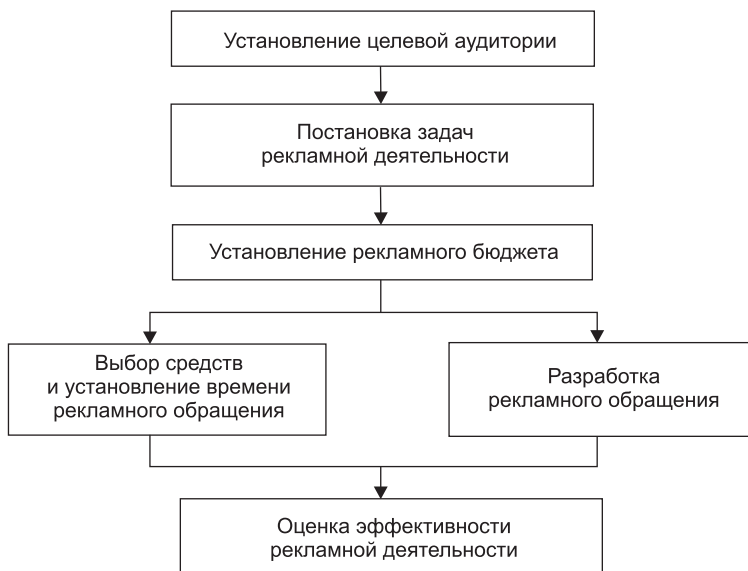 Установление целевой аудитории
Постановка задач
рекламной деятельности
Установление рекламного бюджета
Выбор средств
и установление времени
рекламного обращения
Разработка
рекламного обращения
Оценка эффективности
рекламной деятельности